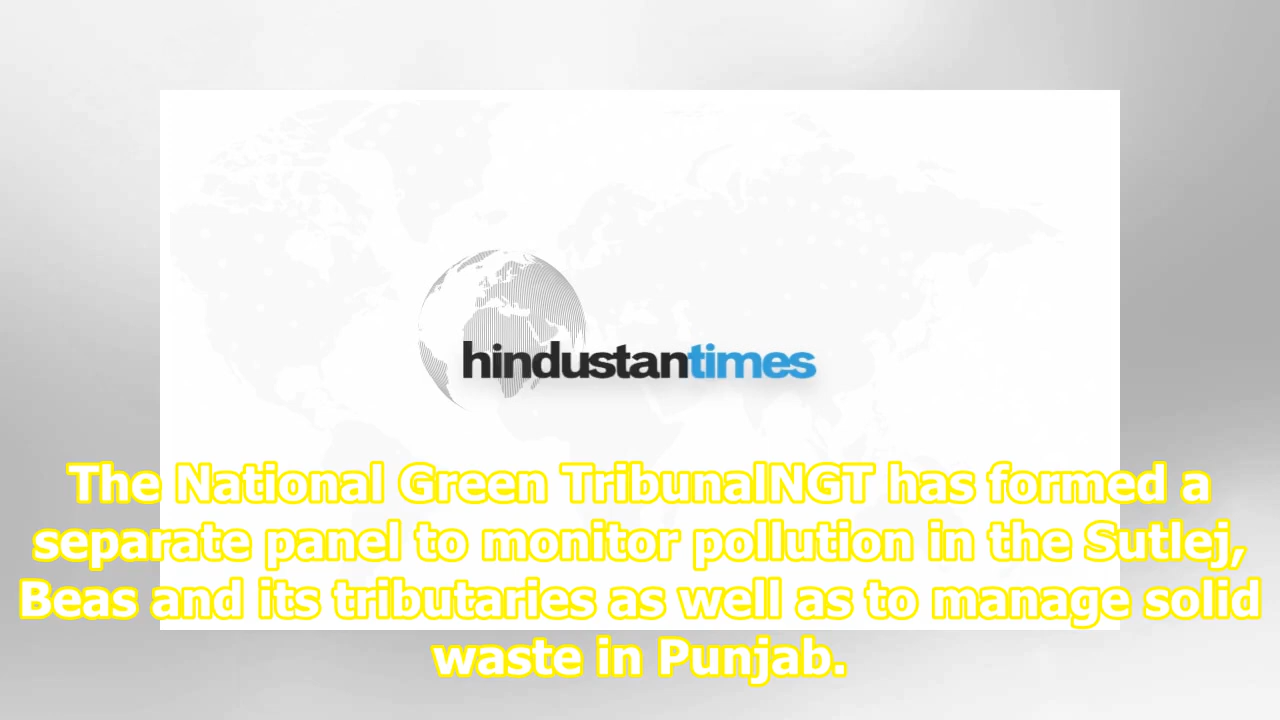 hindustantimes
The National Green TribunalNGT has formed a
separate panel to monitor pollution in the Sutlej,
Beas and its tributaries as well as to manage solid
waste in Punjab.